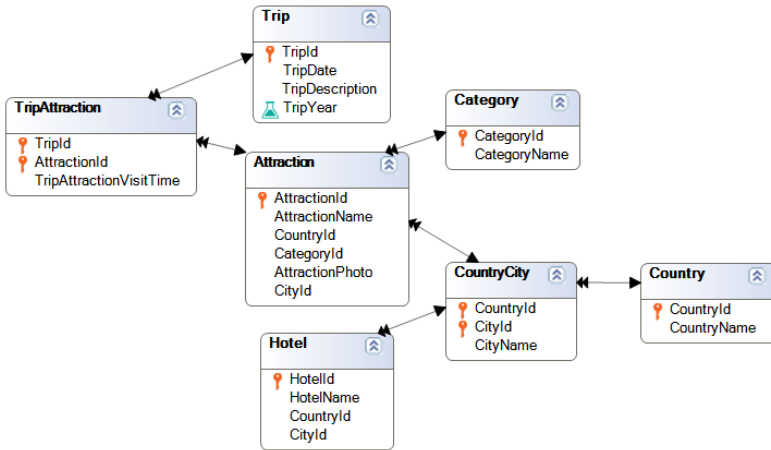 Trip
TripId
TripDate
TripDescription
TripYear
TripAttraction
TripId
AttractionId
TripAttractionVisitTime
Category
CategoryId
CategoryName
Attraction
AttractionId
AttractionName
CountryId
CategoryId
AttractionPhoto
CityId
CountryCity
CountryId
CityId
CityName
Country
CountryId
CountryName
Hotel
HotelId
HotelName
CountryId
CityId